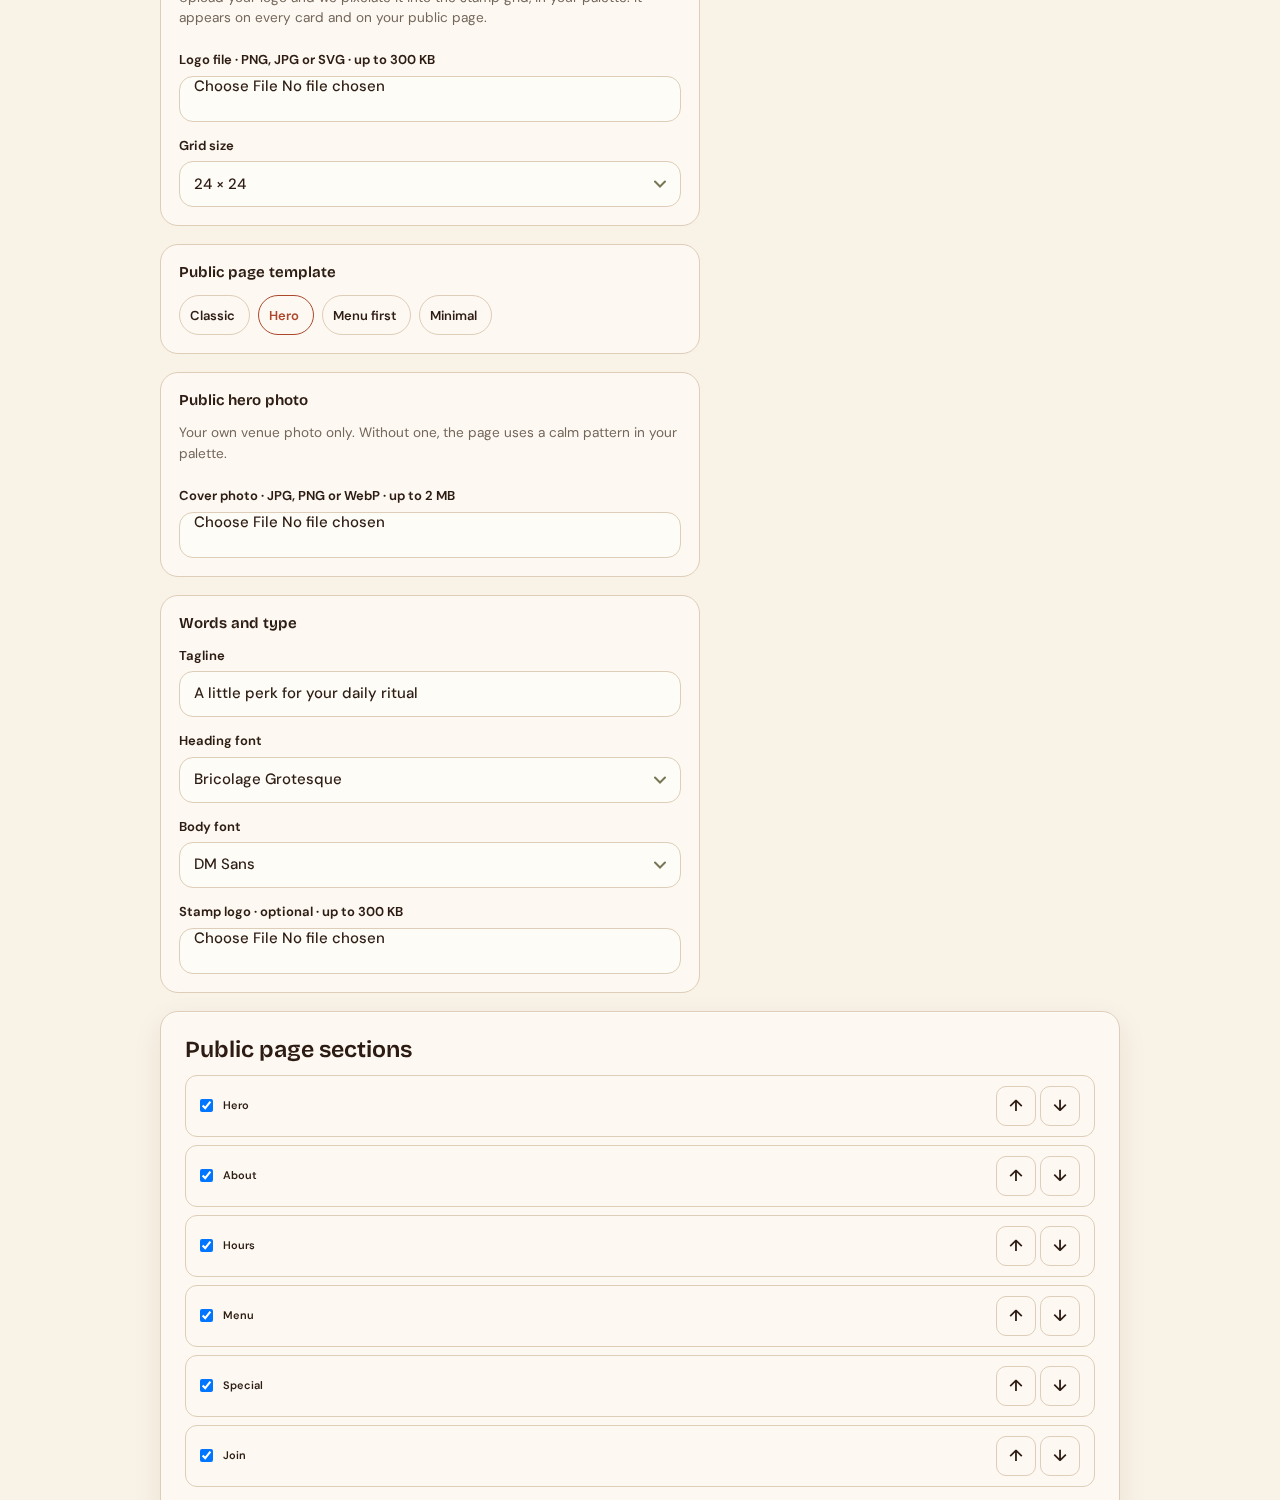 appears on every card and on your public page.
Logo file · PNG, JPG or SVG · up to 300 KB
Choose File No file chosen
Grid size
24 × 24
Public page template
Classic
Hero
Menu first
Minimal
Public hero photo
Your own venue photo only. Without one, the page uses a calm pattern in your
palette.
Cover photo · JPG, PNG or WebP · up to 2 MB
Choose File No file chosen
Words and type
Tagline
A little perk for your daily ritual
Heading font
Bricolage Grotesque
Body font
DM Sans
Stamp logo · optional · up to 300 KB
Choose File No file chosen
Public page sections
Hero
About
Hours
Menu
Special
Join